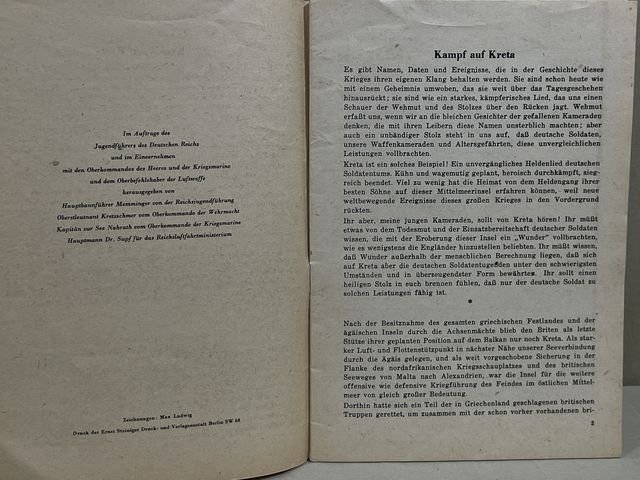 Im Auftrage des
Jugendführers des Deutschen Reichs
und im Einvernehmen
mit den Oberkommandos des Heeres und der Kriegsmarine
und dem Oberbefehlshaber der Luftwaffe
herausgegeben von
Hauptbannführer Memminger von der Reichsjugendführung
Oberstleutnant Kretzschmer vom Oberkommando der Wehrmacht
Kapitän zur See Nahrath vom Oberkommando der Kriegsmarine
Hauptmann Dr. Supf für das Reichsluftfahrtministerium
Zeichnungen: Max Ludwig
Druck der Ernst Steiniger Druck- und Verlagsanstalt Berlin SW 68
Kampf auf Kreta
Es gibt Namen, Daten und Ereignisse, die in der Geschichte dieses
Krieges ihren eigenen Klang behalten werden. Sie sind schon heute wie
mit einem Geheimnis umwoben, das sie weit über das Tagesgeschehen
hinausrückt; sie sind wie ein starkes, kämpferisches Lied, das uns einen
Schauer der Wehmut und des Stolzes über den Rücken jagt. Wehmut
erfaßt uns, wenn wir an die bleichen Gesichter der gefallenen Kameraden
denken, die mit ihren Leibern diese Namen unsterblich machten; aber
auch ein unbändiger Stolz steht in uns auf, daß deutsche Soldaten,
unsere Waffenkameraden und Altersgefährten, diese unvergleichlichen
Leistungen vollbrachten.
Kreta ist ein solches Beispiel! Ein unvergängliches Heldenlied deutschen
Soldatentums. Kühn und wagemutig geplant, heroisch durchkämpft, sieg-
reich beendet. Viel zu wenig hat die Heimat von dem Heldengang ihrer
besten Söhne auf dieser Mittelmeerinsel erfahren können, weil neue
weltbewegende Ereignisse dieses großen Krieges in den Vordergrund
rückten.
Ihr aber, meine jungen Kameraden, sollt von Kreta hören! Ihr müßt
etwas von dem Todesmut und der Einsatzbereitschaft deutscher Soldaten
wissen, die mit der Eroberung dieser Insel ein „Wunder" vollbrachten,
wie es wenigstens die Engländer hinzustellen beliebten. Ihr müßt wissen,
daß Wunder außerhalb der menschlichen Berechnung liegen, daß sich
auf Kreta aber die deutschen Soldatentugenden unter den schwierigsten
Umständen und in überzeugendster Form bewährten. Ihr sollt einen
heiligen Stolz in euch brennen fühlen, daß nur der deutsche Soldat zu
solchen Leistungen fähig ist.
*
Nach der Besitznahme des gesamten griechischen Festlandes und der
ägäischen Inseln durch die Achsenmächte blieb den Briten als letzte
Stütze ihrer geplanten Position auf dem Balkan nur noch Kreta. Als star-
ker Luft- und Flottenstützpunkt in nächster Nähe unserer Seeverbindung
durch die Ägäis gelegen, und als weit vorgeschobene Sicherung in der
Flanke des nordafrikanischen Kriegsschauplatzes und des britischen
Seeweges von Malta nach Alexandrien, war die Insel für die weitere
offensive wie defensive Kriegführung des Feindes im östlichen Mittel-
meer von gleich großer Bedeutung.
Dorthin hatte sich ein Teil der in Griechenland geschlagenen britischen
Truppen gerettet, um zusammen mit der schon vorher vorhandenen bri-
3